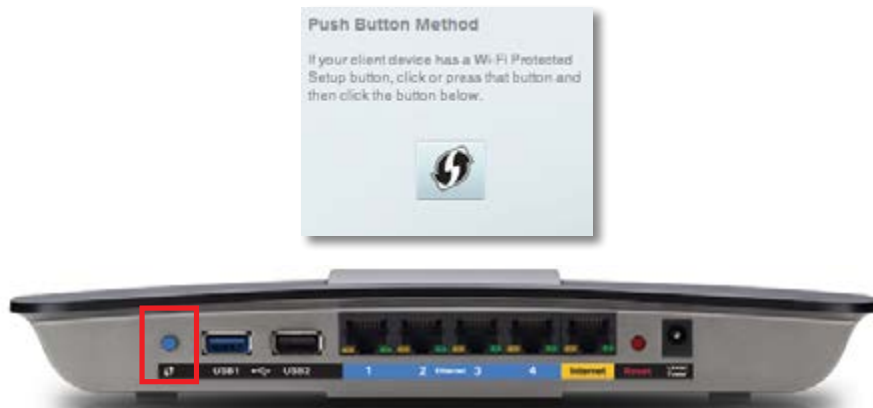 Push Button Method
If your client device has a Wi-Fi Protected
Setup button, click or press that button and
then click the button below.
USB1 USB2 1 2 Ethernet 3 4 Internet Reset